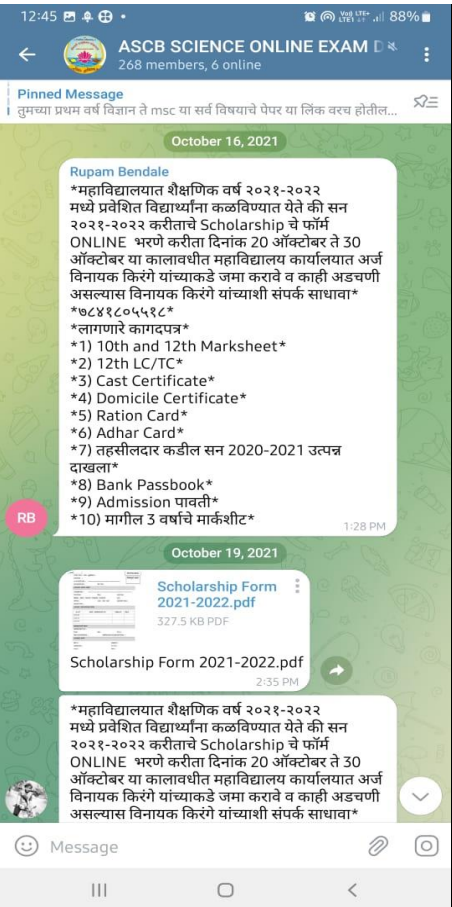 12:45
Vo) LTE+
LTE1
88%
ASCB SCIENCE ONLINE EXAM D
268 members, 6 online
Pinned Message
तुमच्या प्रथम वर्ष विज्ञान ते msc या सर्व विषयाचे पेपर या लिंक वरच होतील...
October 16, 2021
Rupam Bendale
*महाविद्यालयात शैक्षणिक वर्ष २०२१-२०२२
मध्ये प्रवेशित विद्यार्थ्यांना कळविण्यात येते की सन
२०२१-२०२२ करीताचे Scholarship चे फॉर्म
ONLINE भरणे करीता दिनांक 20 ऑक्टोबर ते 30
ऑक्टोबर या कालावधीत महाविद्यालय कार्यालयात अर्ज
विनायक किरंगे यांच्याकडे जमा करावे व काही अडचणी
असल्यास विनायक किरंगे यांच्याशी संपर्क साधावा*
*७८४१८०५५१८*
*लागणारे कागदपत्र*
*1) 10th and 12th Marksheet*
*2) 12th LC/TC*
*3) Cast Certificate*
*4) Domicile Certificate*
*5) Ration Card*
*6) Adhar Card*
*7) तहसीलदार कडील सन 2020-2021 उत्पन्न
दाखला*
*8) Bank Passbook*
*9) Admission पावती*
*10) मागील 3 वर्षाचे मार्कशीट*
RB
1:28 PM
October 19, 2021
Scholarship Form
2021-2022.pdf
327.5 KB PDF
Scholarship Form 2021-2022.pdf
2:35 PM
*महाविद्यालयात शैक्षणिक वर्ष २०२१-२०२२
मध्ये प्रवेशित विद्यार्थ्यांना कळविण्यात येते की सन
२०२१-२०२२ करीताचे Scholarship चे फॉर्म
ONLINE भरणे करीता दिनांक 20 ऑक्टोबर ते 30
ऑक्टोबर या कालावधीत महाविद्यालय कार्यालयात अर्ज
विनायक किरंगे यांच्याकडे जमा करावे व काही अडचणी
असल्यास विनायक किरंगे यांच्याशी संपर्क साधावा*
Message